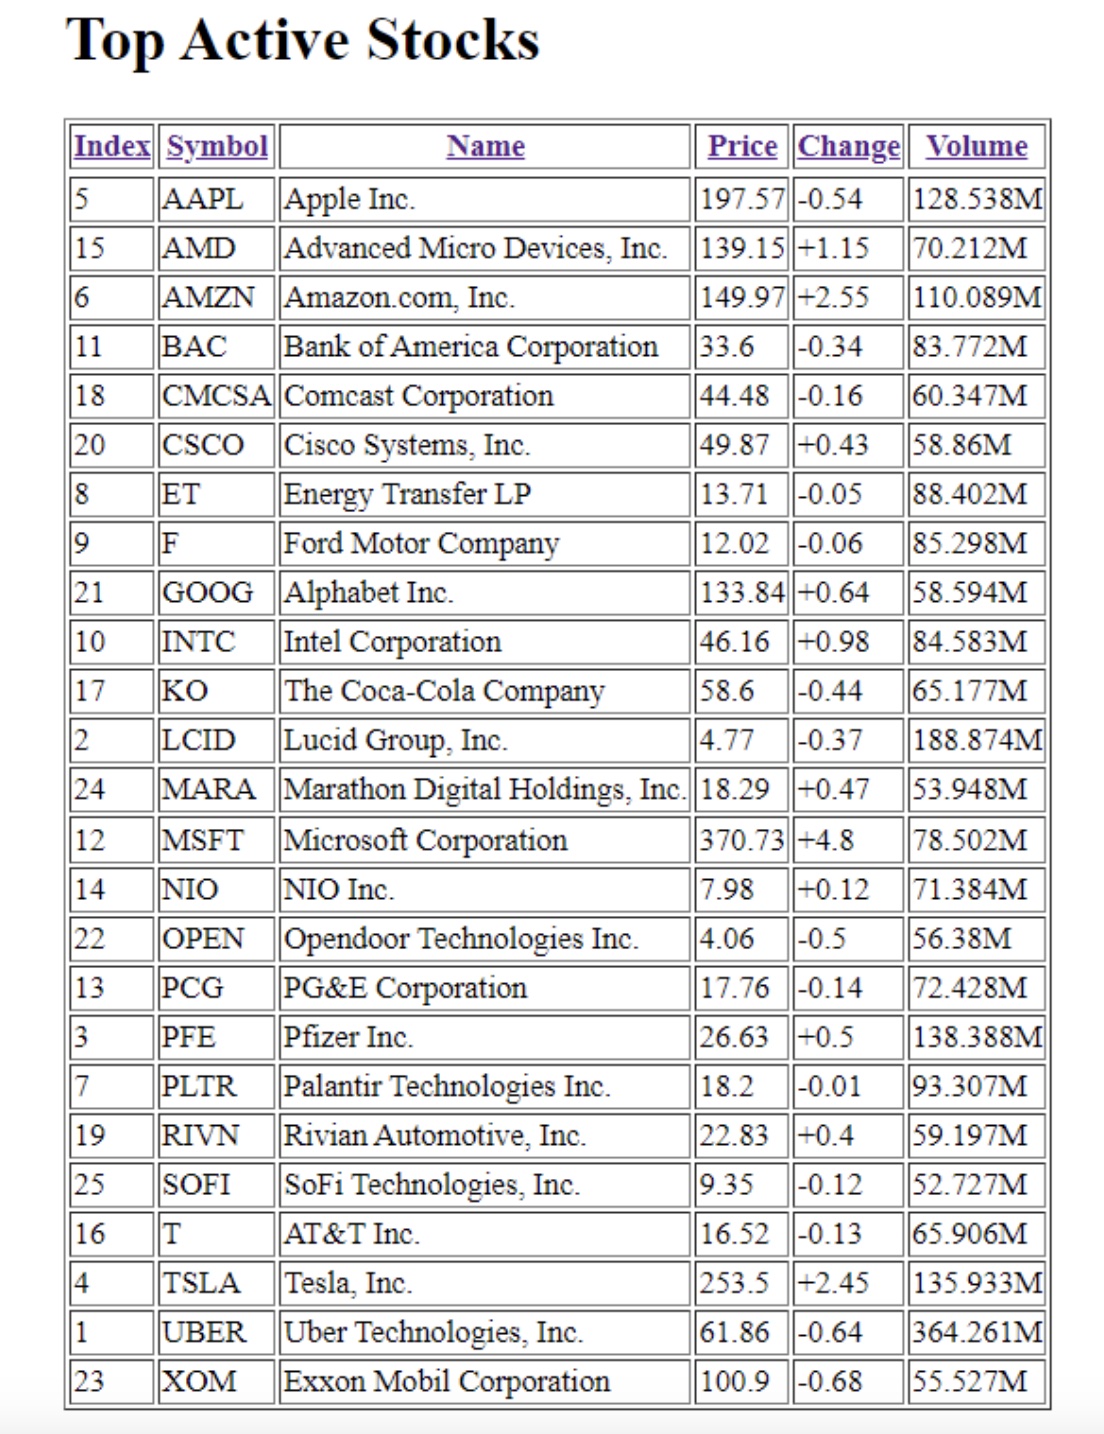 Top Active Stocks
Index Symbol Name Price Change Volume
5 AAPL Apple Inc. 197.57 -0.54 128.538M
15 AMD Advanced Micro Devices, Inc. 139.15 +1.15 70.212M
6 AMZN Amazon.com, Inc. 149.97 +2.55 110.089M
11 BAC Bank of America Corporation 33.6 -0.34 83.772M
18 CMCSA Comcast Corporation 44.48 -0.16 60.347M
20 CSCO Cisco Systems, Inc. 49.87 +0.43 58.86M
8 ET Energy Transfer LP 13.71 -0.05 88.402M
9 F Ford Motor Company 12.02 -0.06 85.298M
21 GOOG Alphabet Inc. 133.84 +0.64 58.594M
10 INTC Intel Corporation 46.16 +0.98 84.583M
17 KO The Coca-Cola Company 58.6 -0.44 65.177M
2 LCID Lucid Group, Inc. 4.77 -0.37 188.874M
24 MARA Marathon Digital Holdings, Inc. 18.29 +0.47 53.948M
12 MSFT Microsoft Corporation 370.73 +4.8 78.502M
14 NIO NIO Inc. 7.98 +0.12 71.384M
22 OPEN Opendoor Technologies Inc. 4.06 -0.5 56.38M
13 PCG PG&E Corporation 17.76 -0.14 72.428M
3 PFE Pfizer Inc. 26.63 +0.5 138.388M
7 PLTR Palantir Technologies Inc. 18.2 -0.01 93.307M
19 RIVN Rivian Automotive, Inc. 22.83 +0.4 59.197M
25 SOFI SoFi Technologies, Inc. 9.35 -0.12 52.727M
16 T AT&T Inc. 16.52 -0.13 65.906M
4 TSLA Tesla, Inc. 253.5 +2.45 135.933M
1 UBER Uber Technologies, Inc. 61.86 -0.64 364.261M
23 XOM Exxon Mobil Corporation 100.9 -0.68 55.527M